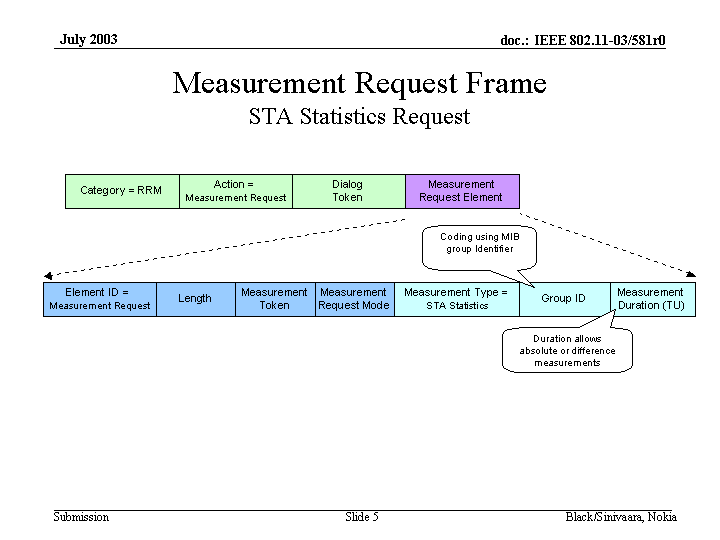 July 2003
doc.: IEEE 802.11-03/581r0
Measurement Request Frame
STA Statistics Request
Category = RRM
Action =
Measurement Request
Dialog
Token
Measurement
Request Element
Coding using MIB
group Identifier
Element ID =
Measurement Request
Length
Measurement
Token
Measurement
Request Mode
Measurement Type =
STA Statistics
Group ID
Measurement
Duration (TU)
Duration allows
absolute or difference
measurements
Submission
Slide 5
Black/Sinivaara, Nokia